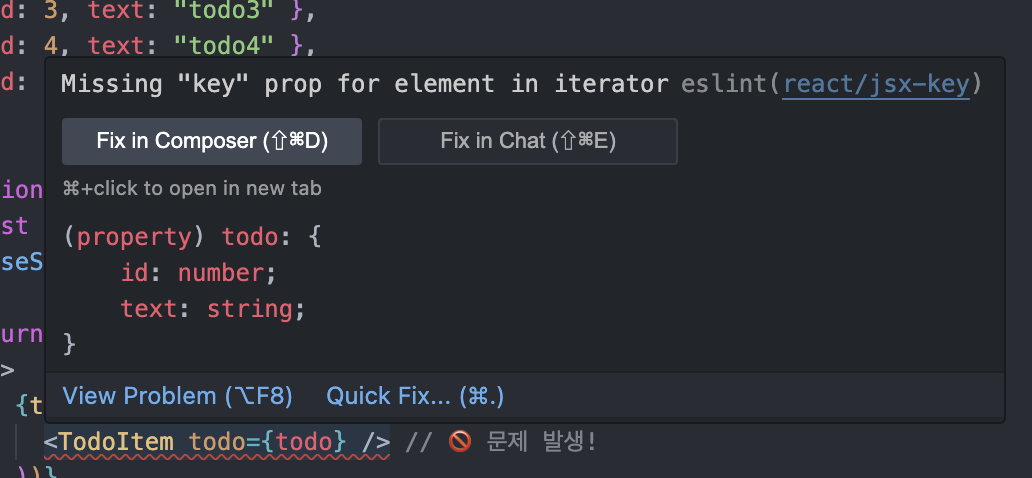 d: 3, text: "todo3" },
d: 4, text: "todo4" },
d:
Missing "key" prop for element in iterator eslint(react/jsx-key)
Fix in Composer (⇧⌘D)
Fix in Chat (⇧⌘E)
⌘+click to open in new tab
(property) todo: {
id: number;
text: string;
}
View Problem (⌥F8)
Quick Fix... (⌘.)
ion
st
seS
urn
>
{t
<TodoItem todo={todo} /> // 🚫 문제 발생!
))}